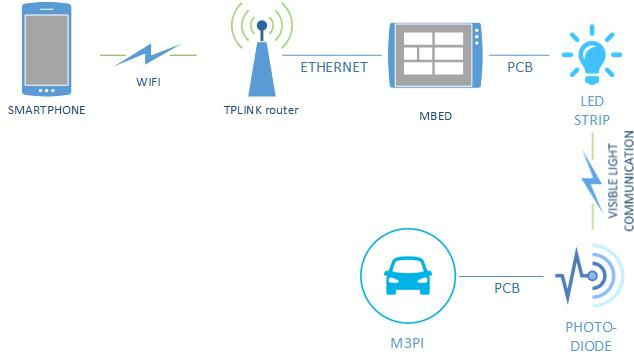 SMARTPHONE
WIFI
TPLINK router
ETHERNET
MBED
PCB
LED
STRIP
VISIBLE LIGHT
COMMUNICATION
M3PI
PCB
PHOTO-
DIODE